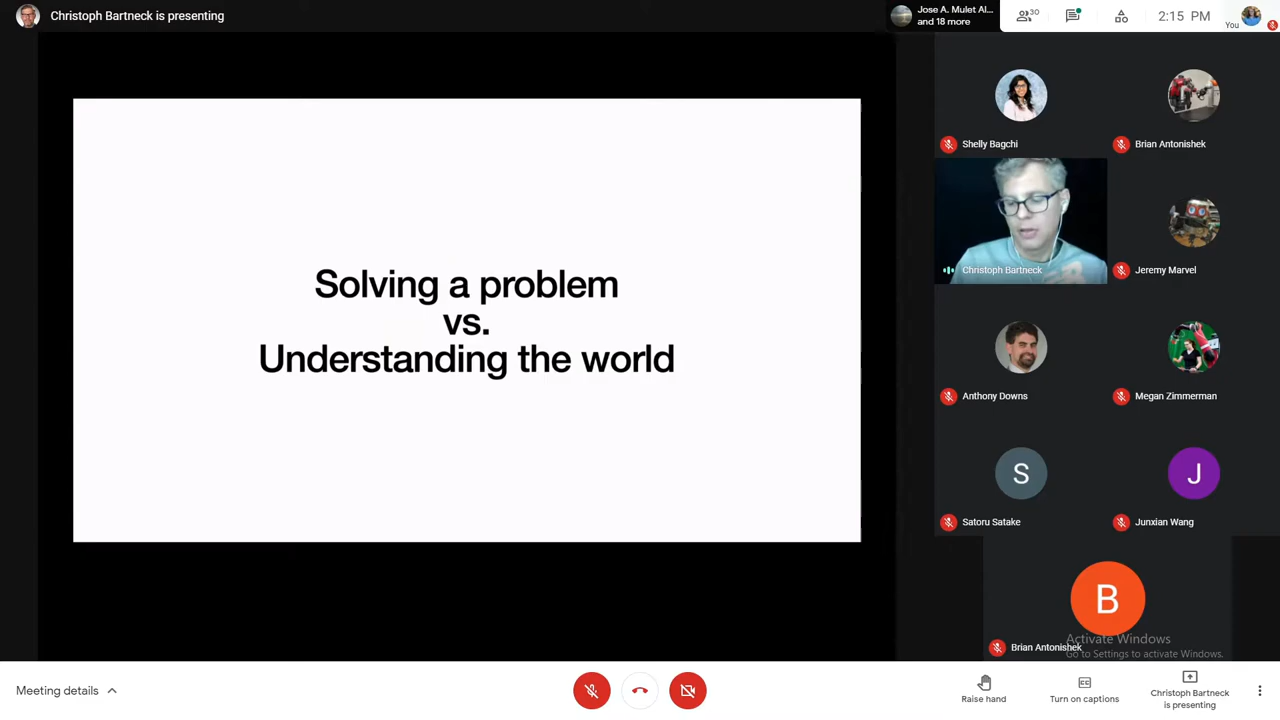 Christoph Bartneck is presenting
Jose A. Mulet Al...
and 18 more
30
2:15 PM
You
Shelly Bagchi
Brian Antonishek
Solving a problem
vs.
Understanding the world
Christoph Bartneck
Jeremy Marvel
Anthony Downs
Megan Zimmerman
S
J
Satoru Satake
Junxian Wang
B
Brian Antonishek
Activate Windows
Go to Settings to activate Windows.
Meeting details
Raise hand
CC
Turn on captions
Christoph Bartneck
is presenting